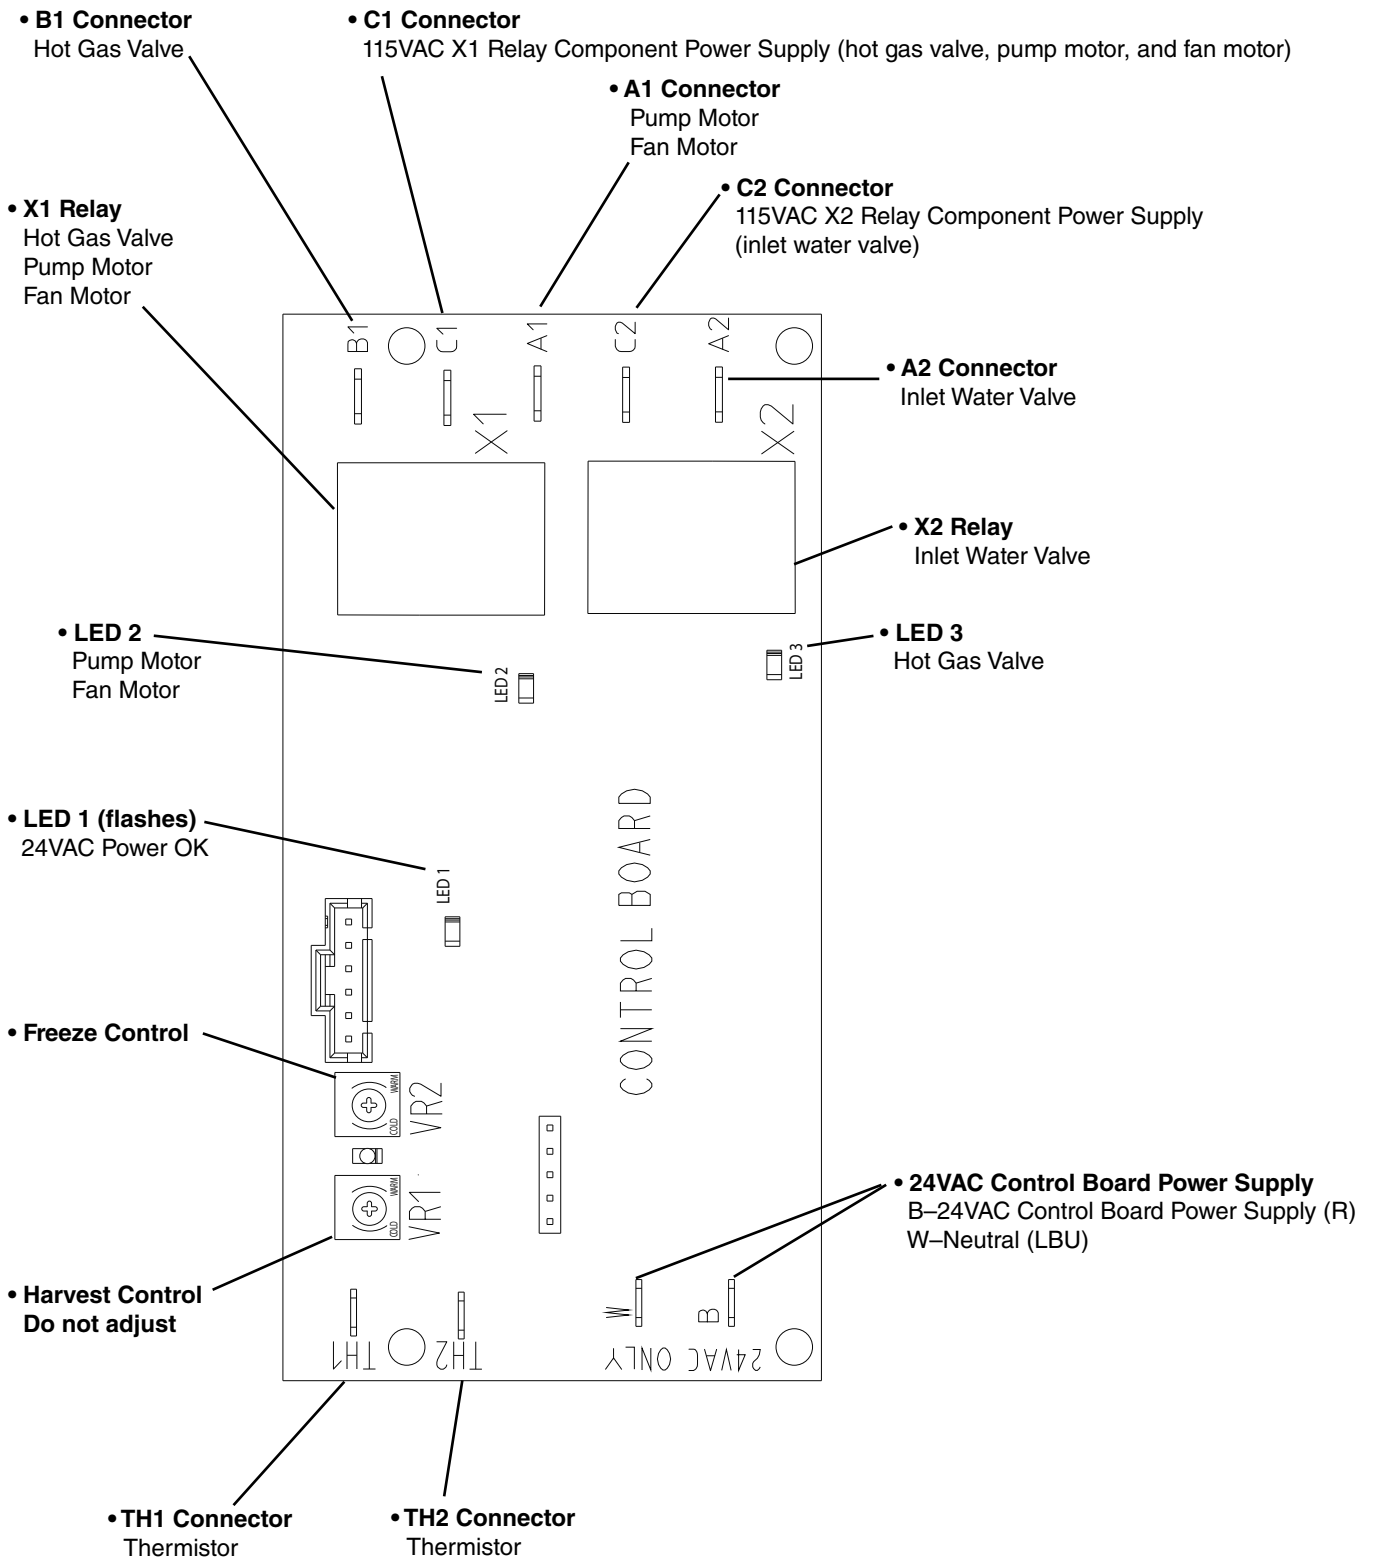 • B1 Connector
Hot Gas Valve
• C1 Connector
115VAC X1 Relay Component Power Supply (hot gas valve, pump motor, and fan motor)
• A1 Connector
Pump Motor
Fan Motor
• C2 Connector
115VAC X2 Relay Component Power Supply
(inlet water valve)
• X1 Relay
Hot Gas Valve
Pump Motor
Fan Motor
B1
C1
A1
C2
A2
• A2 Connector
Inlet Water Valve
X1
X2
• X2 Relay
Inlet Water Valve
• LED 2
Pump Motor
Fan Motor
LED 2
LED 3
• LED 3
Hot Gas Valve
• LED 1 (flashes)
24VAC Power OK
LED 1
CONTROL BOARD
• Freeze Control
WARM
COLD
VR2
WARM
COLD
VR1
• Harvest Control
Do not adjust
• 24VAC Control Board Power Supply
B–24VAC Control Board Power Supply (R)
W–Neutral (LBU)
W
B
TH1
TH2
24VAC ONLY
• TH1 Connector
Thermistor
• TH2 Connector
Thermistor